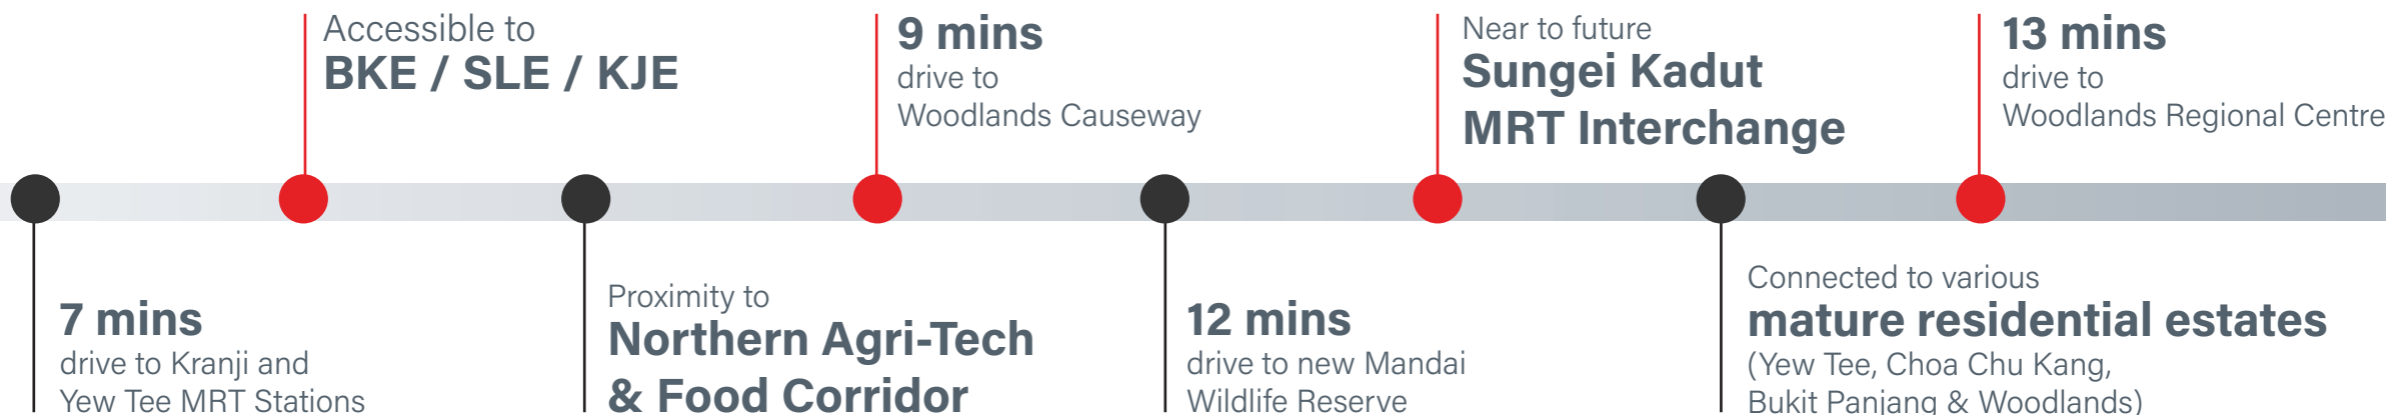 7 mins
drive to Kranji and
Yew Tee MRT Stations
Accessible to
BKE / SLE / KJE
Proximity to
Northern Agri-Tech
& Food Corridor
9 mins
drive to
Woodlands Causeway
12 mins
drive to new Mandai
Wildlife Reserve
Near to future
Sungei Kadut
MRT Interchange
Connected to various
mature residential estates
(Yew Tee, Choa Chu Kang,
Bukit Panjang & Woodlands)
13 mins
drive to
Woodlands Regional Centre